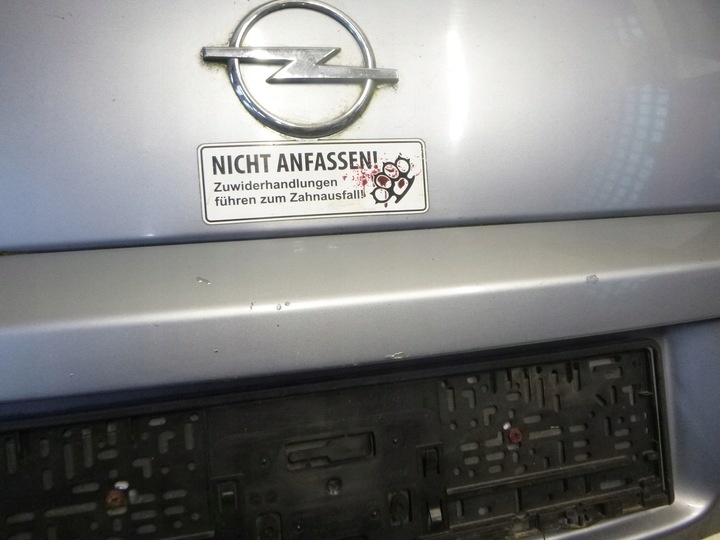 NICHT ANFASSEN!
Zuwiderhandlungen
führen zum Zahnausfall!